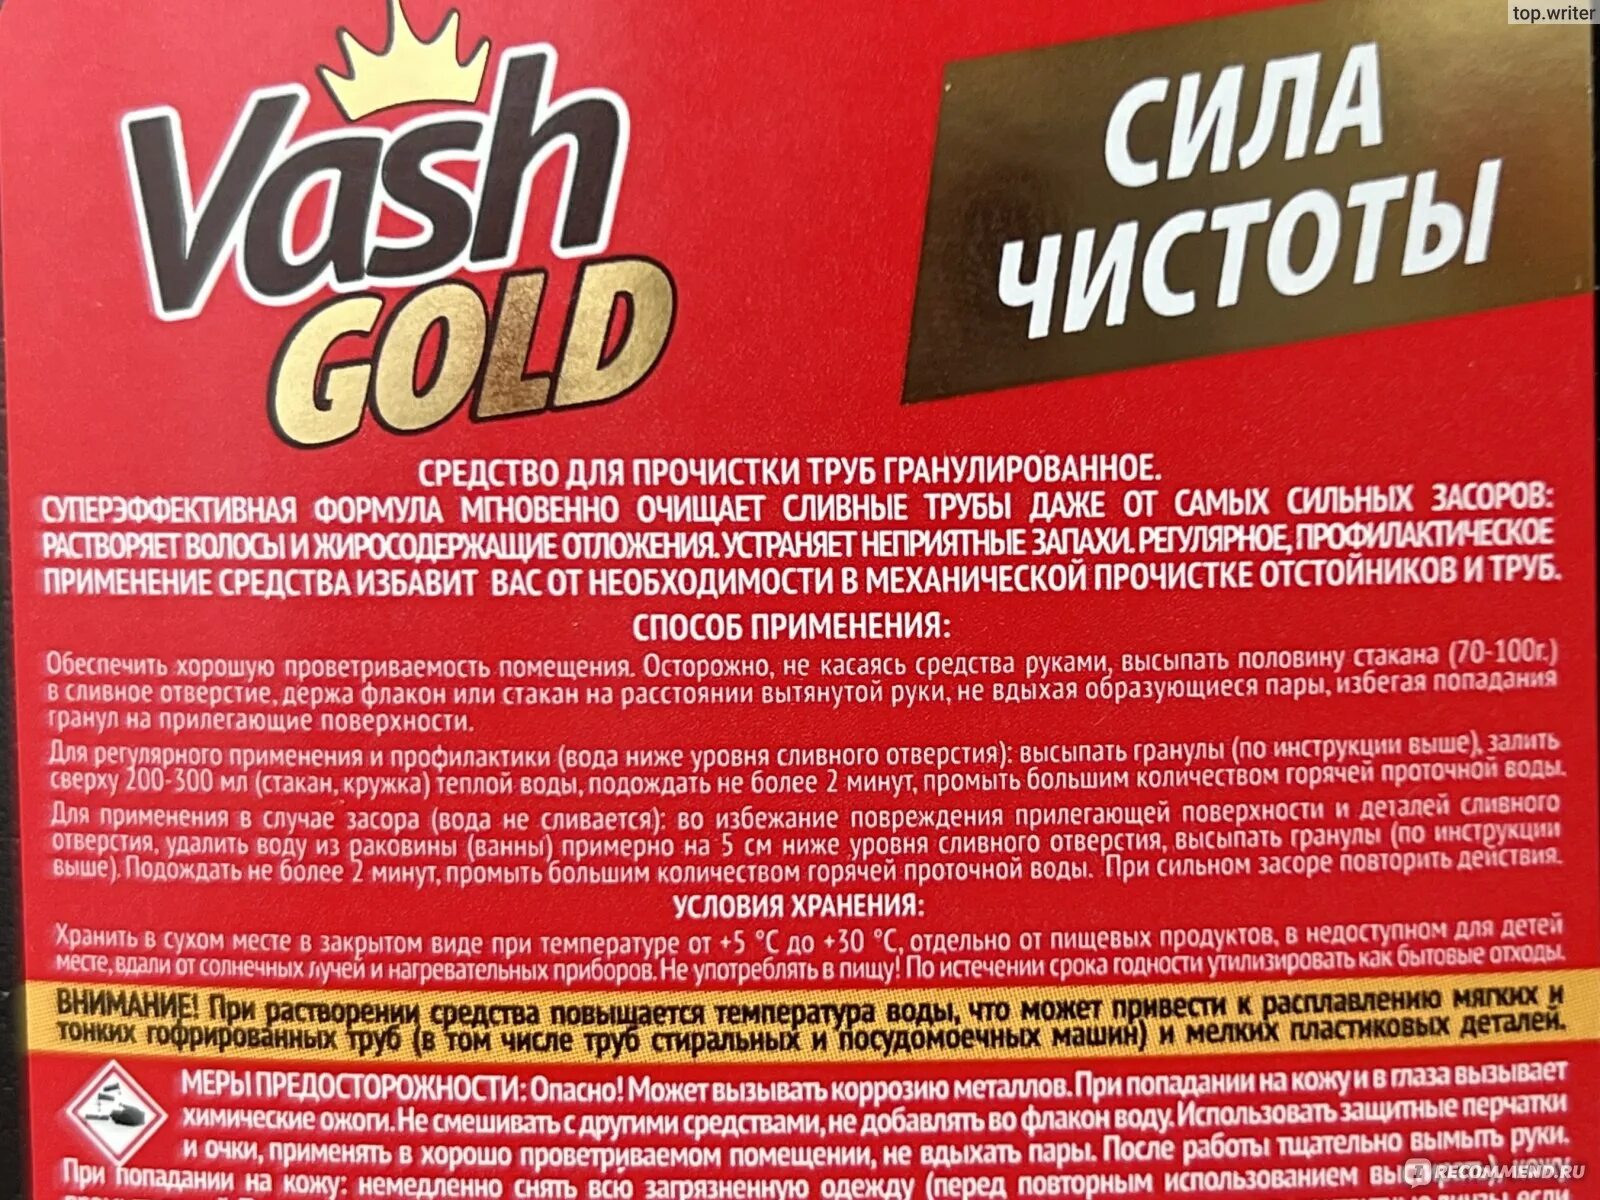 top.writer
Vash
GOLD
СИЛА
ЧИСТОТЫ
СРЕДСТВО ДЛЯ ПРОЧИСТКИ ТРУБ ГРАНУЛИРОВАННОЕ.
СУПЕРЭФФЕКТИВНАЯ ФОРМУЛА МГНОВЕННО ОЧИЩАЕТ СЛИВНЫЕ ТРУБЫ ДАЖЕ ОТ САМЫХ СИЛЬНЫХ ЗАСОРОВ:
РАСТВОРЯЕТ ВОЛОСЫ И ЖИРОСОДЕРЖАЩИЕ ОТЛОЖЕНИЯ. УСТРАНЯЕТ НЕПРИЯТНЫЕ ЗАПАХИ. РЕГУЛЯРНОЕ, ПРОФИЛАКТИЧЕСКОЕ
ПРИМЕНЕНИЕ СРЕДСТВА ИЗБАВИТ ВАС ОТ НЕОБХОДИМОСТИ В МЕХАНИЧЕСКОЙ ПРОЧИСТКЕ ОТСТОЙНИКОВ И ТРУБ.
СПОСОБ ПРИМЕНЕНИЯ:
Обеспечить хорошую проветриваемость помещения. Осторожно, не касаясь средства руками, высыпать половину стакана (70-100г.)
в сливное отверстие, держа флакон или стакан на расстоянии вытянутой руки, не вдыхая образующиеся пары, избегая попадания
гранул на прилегающие поверхности.
Для регулярного применения и профилактики (вода ниже уровня сливного отверстия): высыпать гранулы (по инструкции выше), залить
сверху 200-300 мл (стакан, кружка) теплой воды, подождать не более 2 минут, промыть большим количеством горячей проточной воды.
Для применения в случае засора (вода не сливается): во избежание повреждения прилегающей поверхности и деталей сливного
отверстия, удалить воду из раковины (ванны) примерно на 5 см ниже уровня сливного отверстия, высыпать гранулы (по инструкции
выше). Подождать не более 2 минут, промыть большим количеством горячей проточной воды. При сильном засоре повторить действия.
УСЛОВИЯ ХРАНЕНИЯ:
Хранить в сухом месте в закрытом виде при температуре от +5 °C до +30 °C, отдельно от пищевых продуктов, в недоступном для детей
месте, вдали от солнечных лучей и нагревательных приборов. Не употреблять в пищу! По истечении срока годности утилизировать как бытовые отходы.
ВНИМАНИЕ! При растворении средства повышается температура воды, что может привести к расплавлению мягких и
тонких гофрированных труб (в том числе труб стиральных и посудомоечных машин) и мелких пластиковых деталей.
МЕРЫ ПРЕДОСТОРОЖНОСТИ: Опасно! Может вызывать коррозию металлов. При попадании на кожу и в глаза вызывает
химические ожоги. Не смешивать с другими средствами, не добавлять во флакон воду. Использовать защитные перчатки
и очки, применять в хорошо проветриваемом помещении, не вдыхать пары. После работы тщательно вымыть руки.
При попадании на кожу: немедленно снять всю загрязненную одежду (перед повторным использованием
RECOMMEND.RU